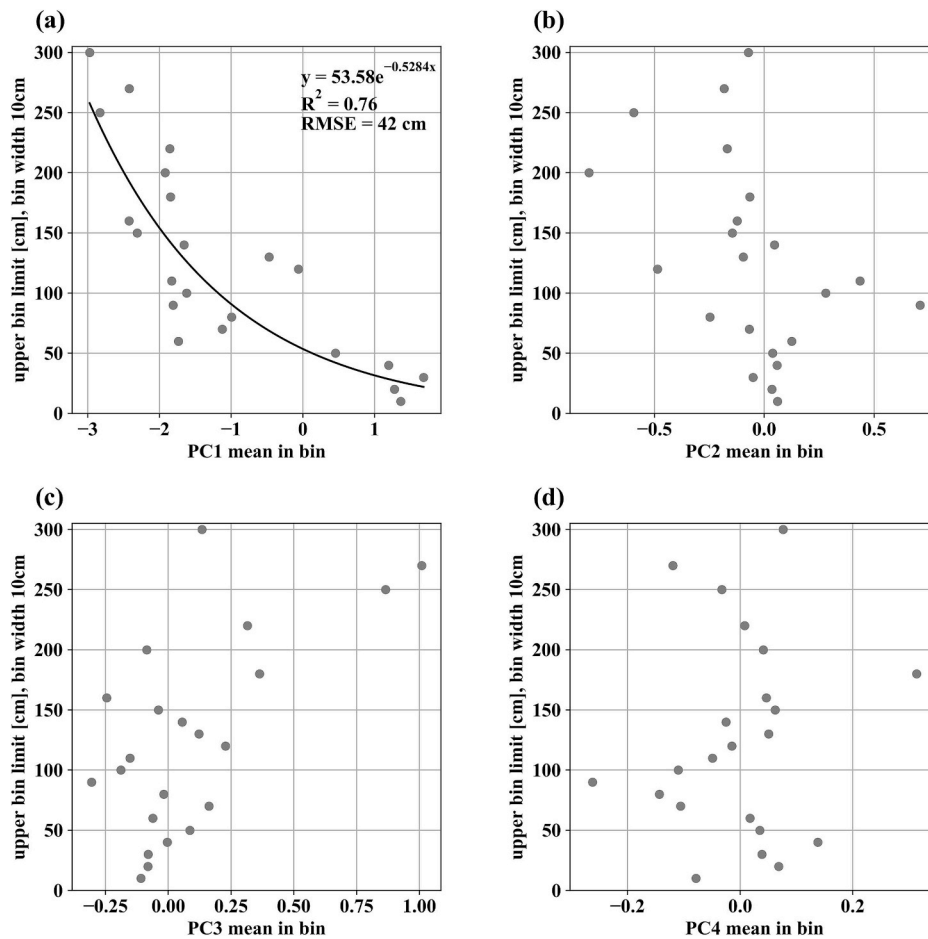 (a)
y = 53.58e^−0.5284x
R^2 = 0.76
RMSE = 42 cm
upper bin limit [cm], bin width 10cm
300
250
200
150
100
50
0
−3 −2 −1 0 1
PC1 mean in bin
(b)
upper bin limit [cm], bin width 10cm
300
250
200
150
100
50
0
−0.5 0.0 0.5
PC2 mean in bin
(c)
upper bin limit [cm], bin width 10cm
300
250
200
150
100
50
0
−0.25 0.00 0.25 0.50 0.75 1.00
PC3 mean in bin
(d)
upper bin limit [cm], bin width 10cm
300
250
200
150
100
50
0
−0.2 0.0 0.2
PC4 mean in bin